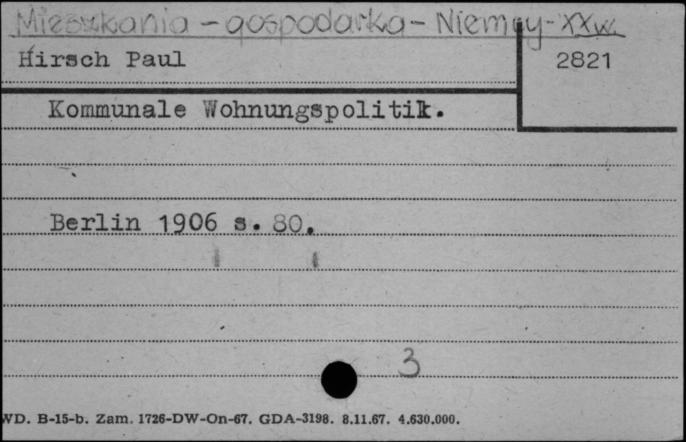 Mieszkania - gospodarka - Niemcy - XXw.
Hirsch Paul
2821
Kommunale Wohnungspolitik.
Berlin 1906 s. 80.
3
WD. B-15-b. Zam. 1726-DW-On-67. GDA-3198. 8.11.67. 4.630.000.